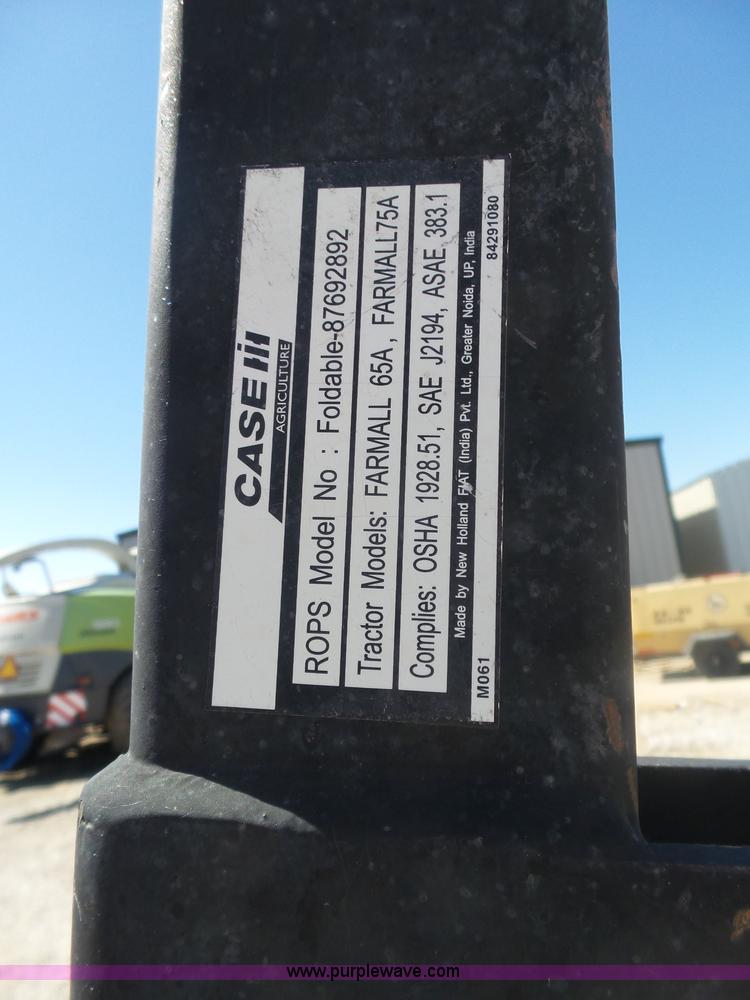 CASE IH
AGRICULTURE
ROPS Model No : Foldable-87692892
Tractor Models: FARMALL 65A, FARMALL75A
Complies: OSHA 1928.51, SAE J2194, ASAE 383.1
Made by New Holland FIAT (India) Pvt. Ltd., Greater Noida, UP, India
M061 84291080
www.purplewave.com